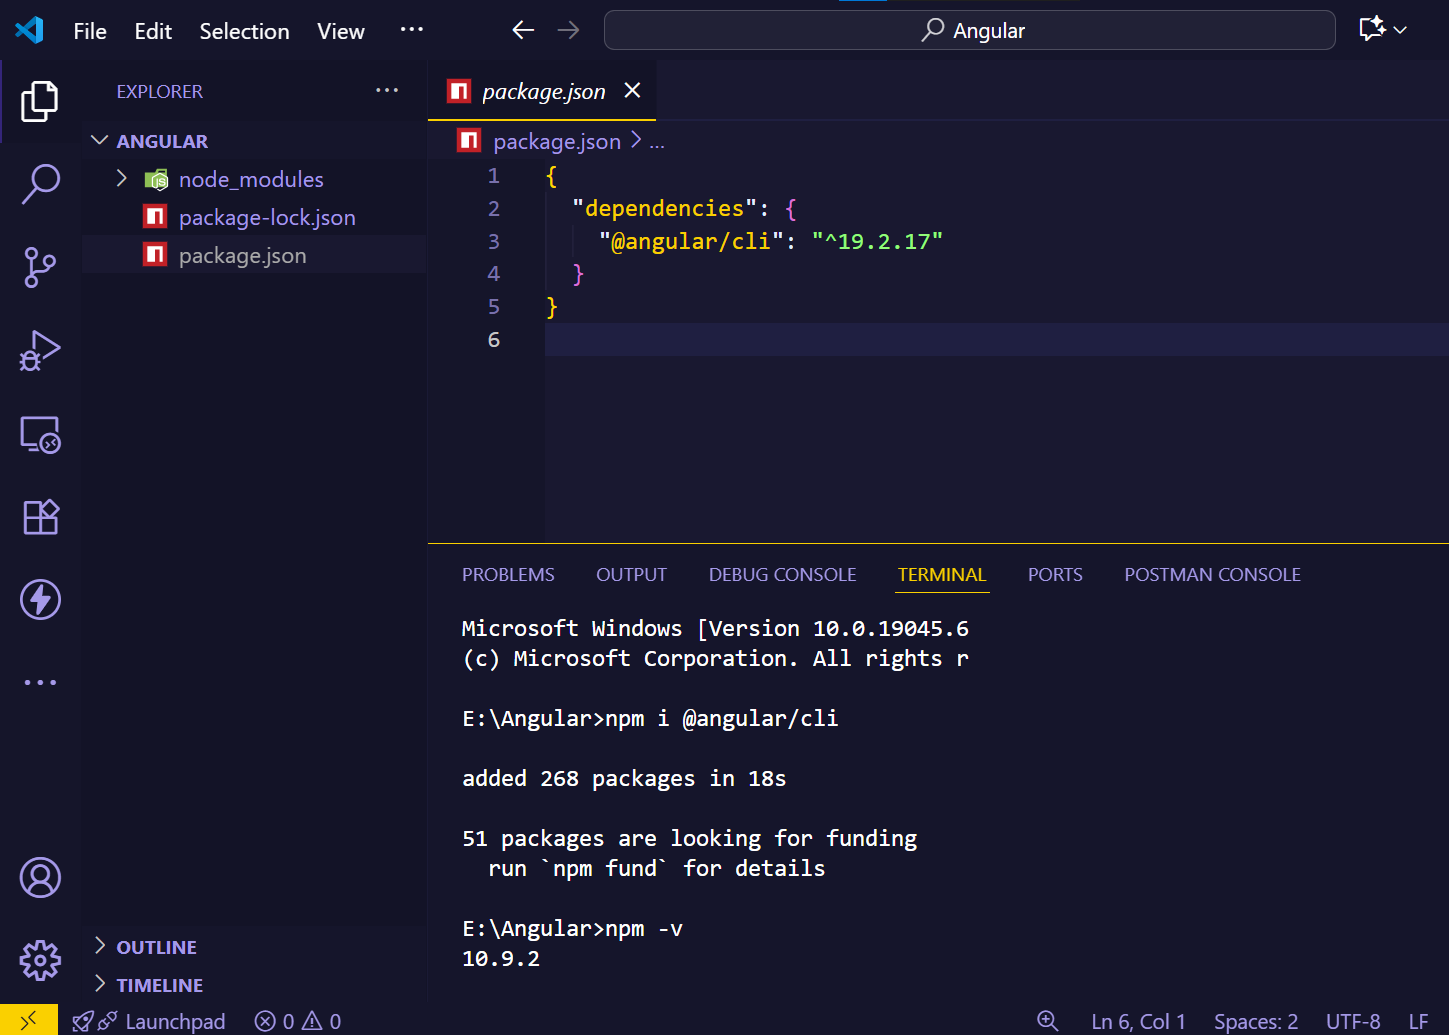 File Edit Selection View ...
Angular
EXPLORER ...
ANGULAR
node_modules
package-lock.json
package.json
package.json
package.json > ...
1 {
2 "dependencies": {
3 "@angular/cli": "^19.2.17"
4 }
5 }
6
PROBLEMS OUTPUT DEBUG CONSOLE TERMINAL PORTS POSTMAN CONSOLE
Microsoft Windows [Version 10.0.19045.6
(c) Microsoft Corporation. All rights r
E:\Angular>npm i @angular/cli
added 268 packages in 18s
51 packages are looking for funding
run `npm fund` for details
E:\Angular>npm -v
10.9.2
OUTLINE
TIMELINE
Launchpad 0 0 Ln 6, Col 1 Spaces: 2 UTF-8 LF